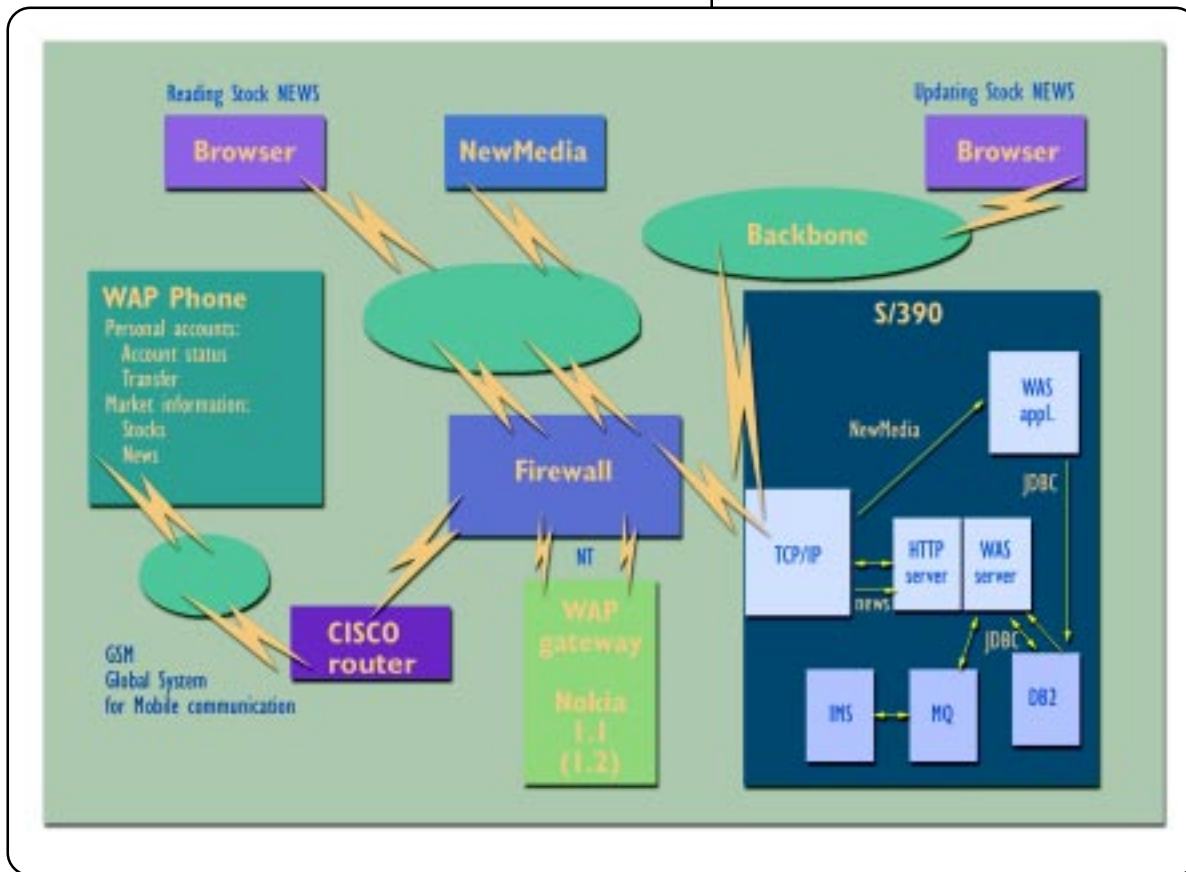 Reading Stock NEWS
Updating Stock NEWS
Browser
NewMedia
Browser
Backbone
WAP Phone
Personal accounts:
Account status
Transfer
Market information:
Stocks
News
S/390
WAS
appl.
NewMedia
JDBC
Firewall
TCP/IP
HTTP
server
WAS
server
news
NT
WAP
gateway
Nokia
1.1
(1.2)
CISCO
router
GSM
Global System
for Mobile communication
JDBC
IMS
MQ
DB2